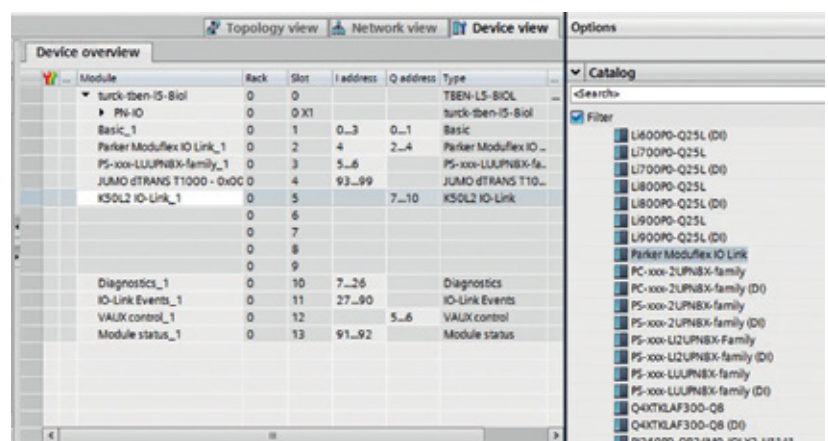 Topology view Network view Device view Options
Device overview
... Module Rack Slot I address Q address Type ... Catalog
turck-tben-l5-8iol 0 0 TBEN-L5-8IOL <Search>
PN-IO 0 0 X1 turck-tben-l5-8iol Filter
Basic_1 0 1 0...3 0...1 Basic
Parker Moduflex IO Link_1 0 2 4 2...4 Parker Moduflex IO ...
PS-xxx-LUUPN8X-family_1 0 3 5...6 PS-xxx-LUUPN8X-fa...
JUMO dTRANS T1000 - 0x00 0 4 93...99 JUMO dTRANS T10...
K50L2 IO-Link_1 0 5 7...10 K50L2 IO-Link
0 6
0 7
0 8
0 9
Diagnostics_1 0 10 7...26 Diagnostics
IO-Link Events_1 0 11 27...90 IO-Link Events
VAUX control_1 0 12 5...6 VAUX control
Module status_1 0 13 91...92 Module status
Li600P0-Q25L (DI)
Li700P0-Q25L
Li700P0-Q25L (DI)
Li800P0-Q25L
Li800P0-Q25L (DI)
Li900P0-Q25L
Li900P0-Q25L (DI)
Parker Moduflex IO Link
PC-xxx-2UPN8X-family
PC-xxx-2UPN8X-family (DI)
PS-xxx-2UPN8X-family
PS-xxx-2UPN8X-family (DI)
PS-xxx-LI2UPN8X-Family
PS-xxx-LI2UPN8X-family (DI)
PS-xxx-LUUPN8X-family
PS-xxx-LUUPN8X-family (DI)
Q4XTKLAF300-Q8
Q4XTKLAF300-Q8 (DI)